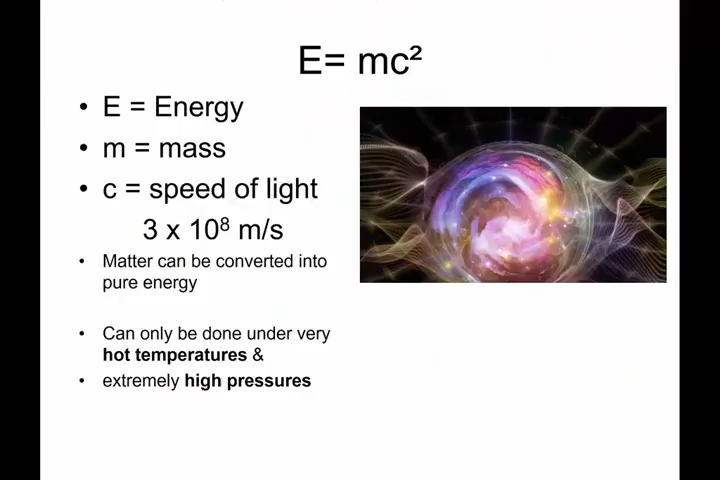 E= mc²
• E = Energy
• m = mass
• c = speed of light
3 x 10⁸ m/s
• Matter can be converted into
pure energy
• Can only be done under very
hot temperatures &
• extremely high pressures